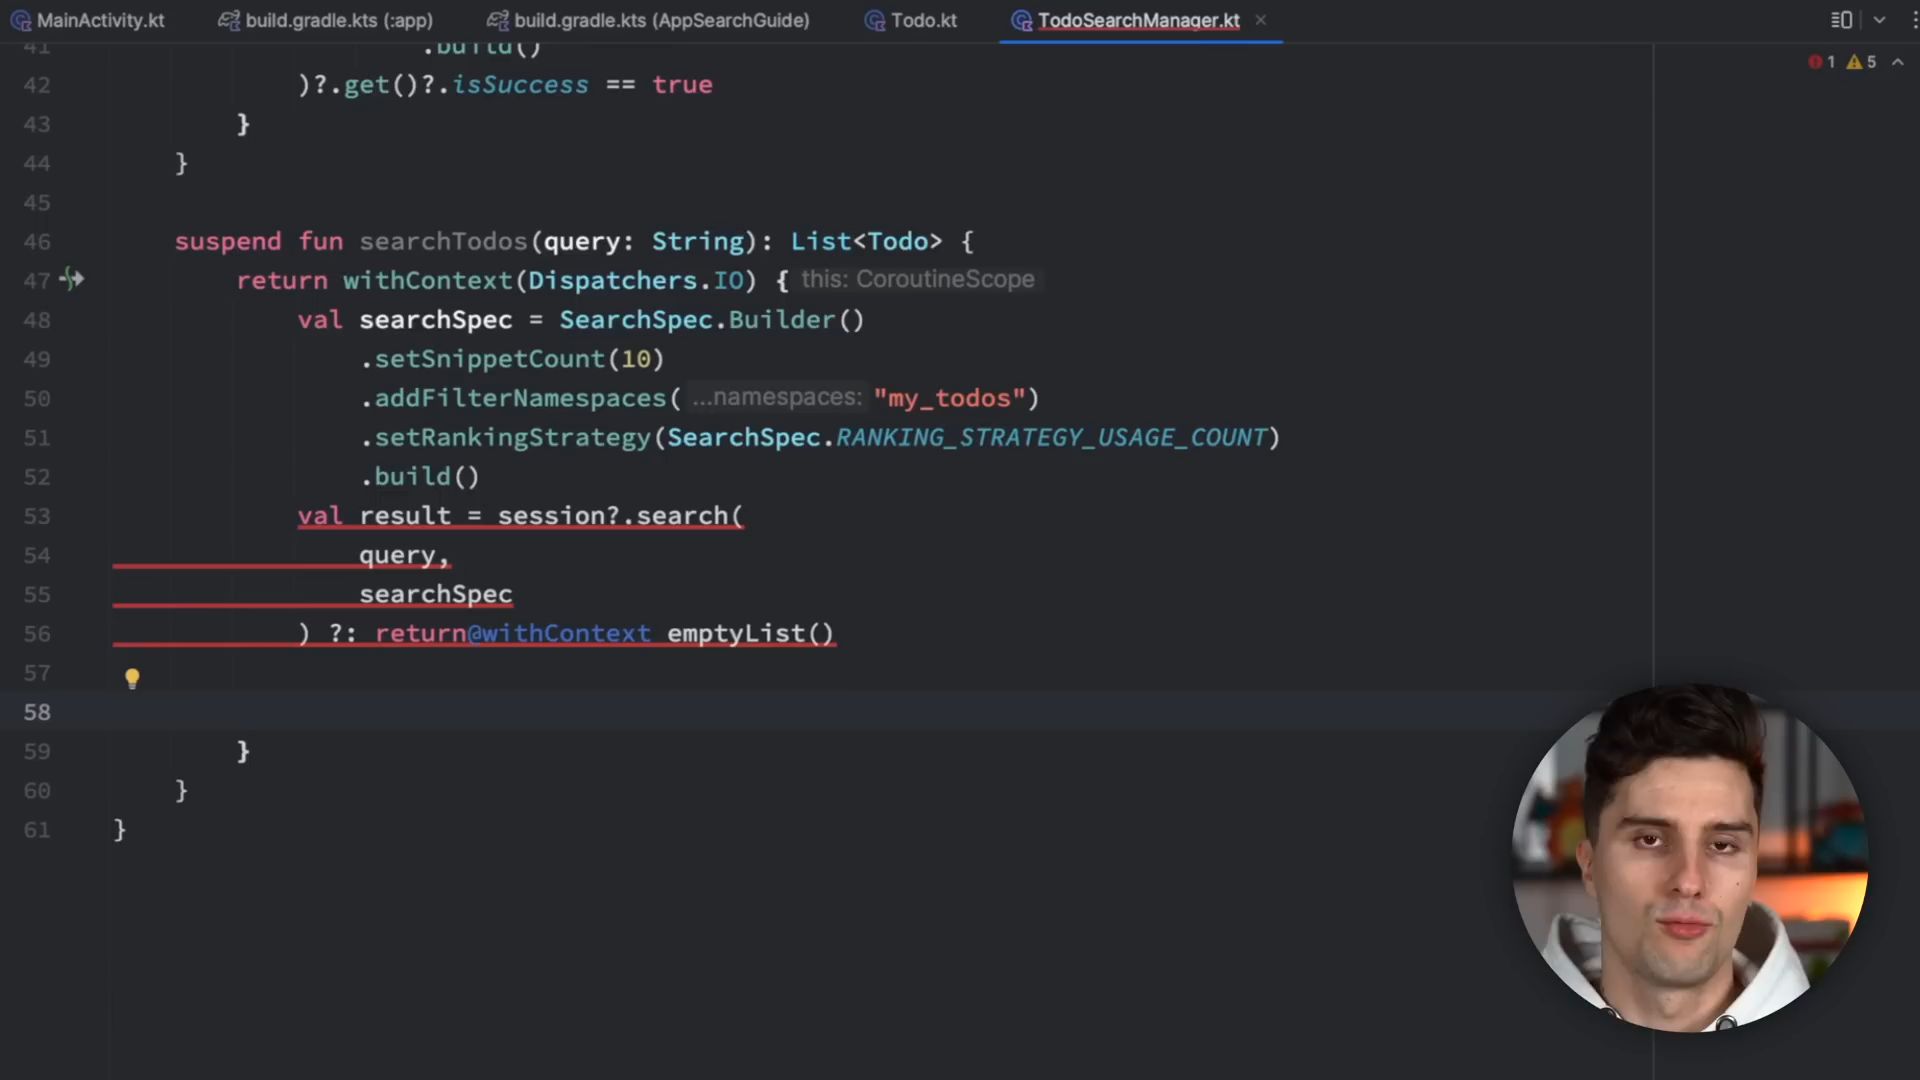 MainActivity.kt build.gradle.kts (:app) build.gradle.kts (AppSearchGuide) Todo.kt TodoSearchManager.kt
1 5
41 .build()
42 )?.get()?.isSuccess == true
43 }
44 }
45
46 suspend fun searchTodos(query: String): List<Todo> {
47 return withContext(Dispatchers.IO) { this: CoroutineScope
48 val searchSpec = SearchSpec.Builder()
49 .setSnippetCount(10)
50 .addFilterNamespaces( ...namespaces: "my_todos")
51 .setRankingStrategy(SearchSpec.RANKING_STRATEGY_USAGE_COUNT)
52 .build()
53 val result = session?.search(
54 query,
55 searchSpec
56 ) ?: return@withContext emptyList()
57
58
59 }
60 }
61 }